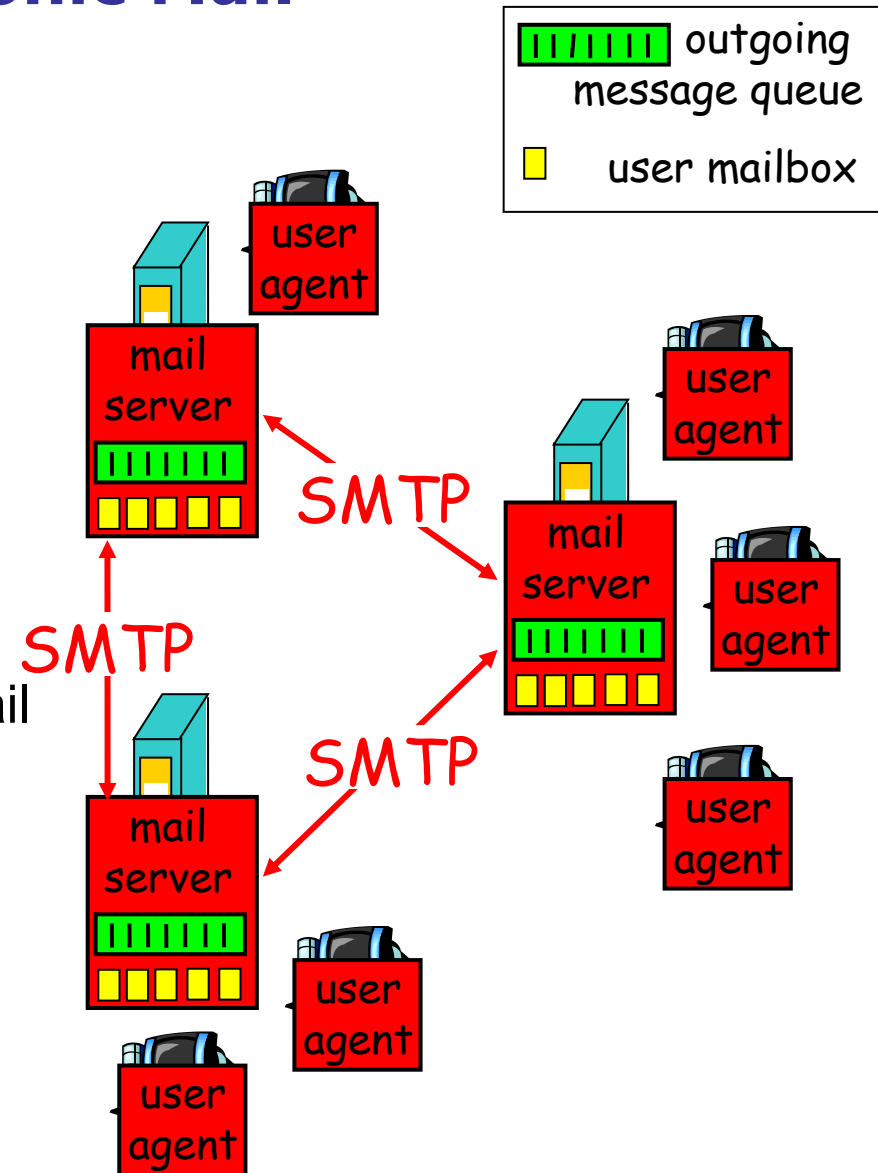 outgoing
message queue
user mailbox
user
agent
mail
server
user
agent
SMTP
mail
server
user
agent
SMTP
ail
SMTP
user
agent
mail
server
user
agent
user
agent